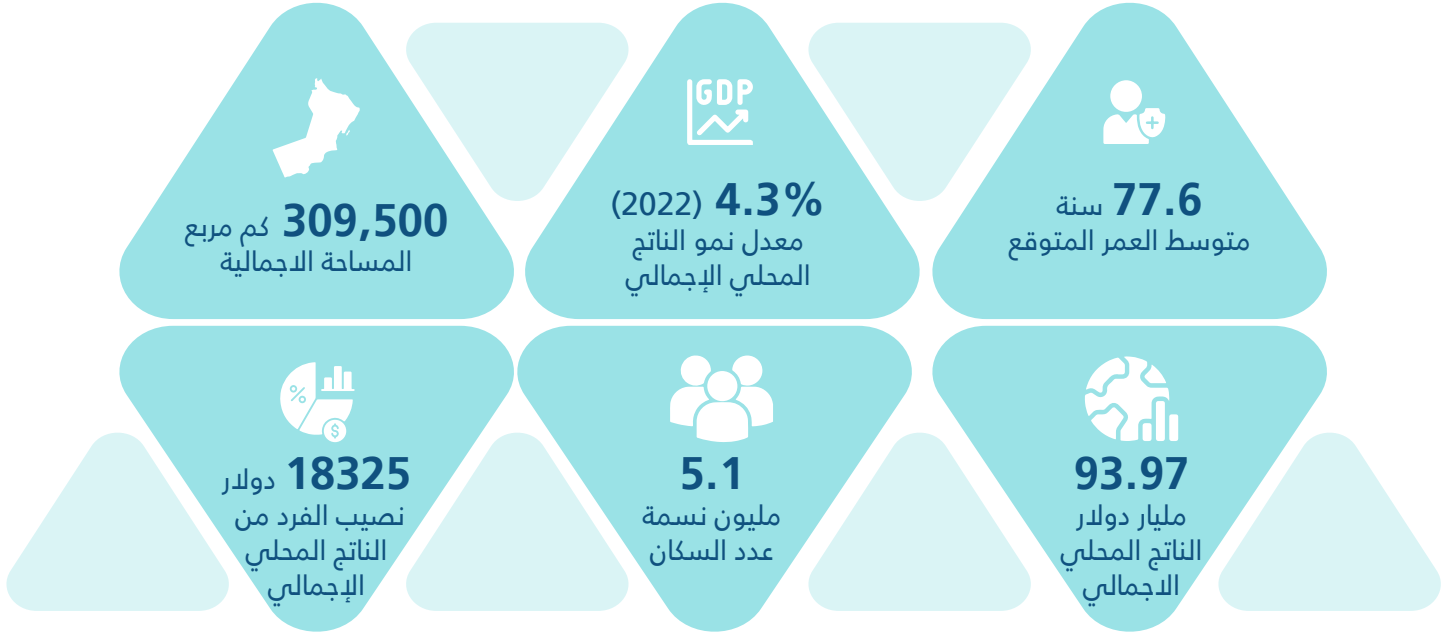 77.6 سنة
متوسط العمر المتوقع
GDP
4.3% (2022)
معدل نمو الناتج
المحلي الإجمالي
309,500 كم مربع
المساحة الاجمالية
93.97
مليار دولار
الناتج المحلي
الاجمالي
5.1
مليون نسمة
عدد السكان
%
$
18325 دولار
نصيب الفرد من
الناتج المحلي
الإجمالي